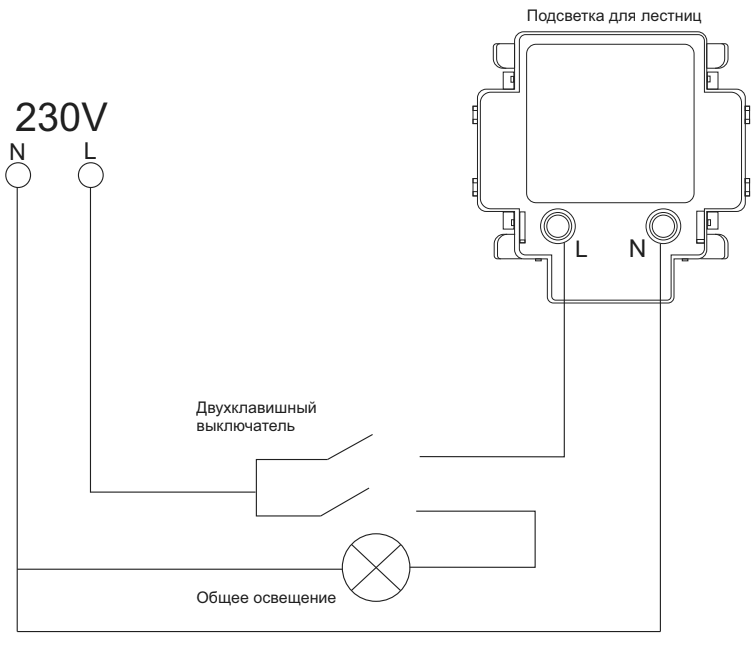 Подсветка для лестниц
230V
N L
L N
Двухклавишный
выключатель
Общее освещение